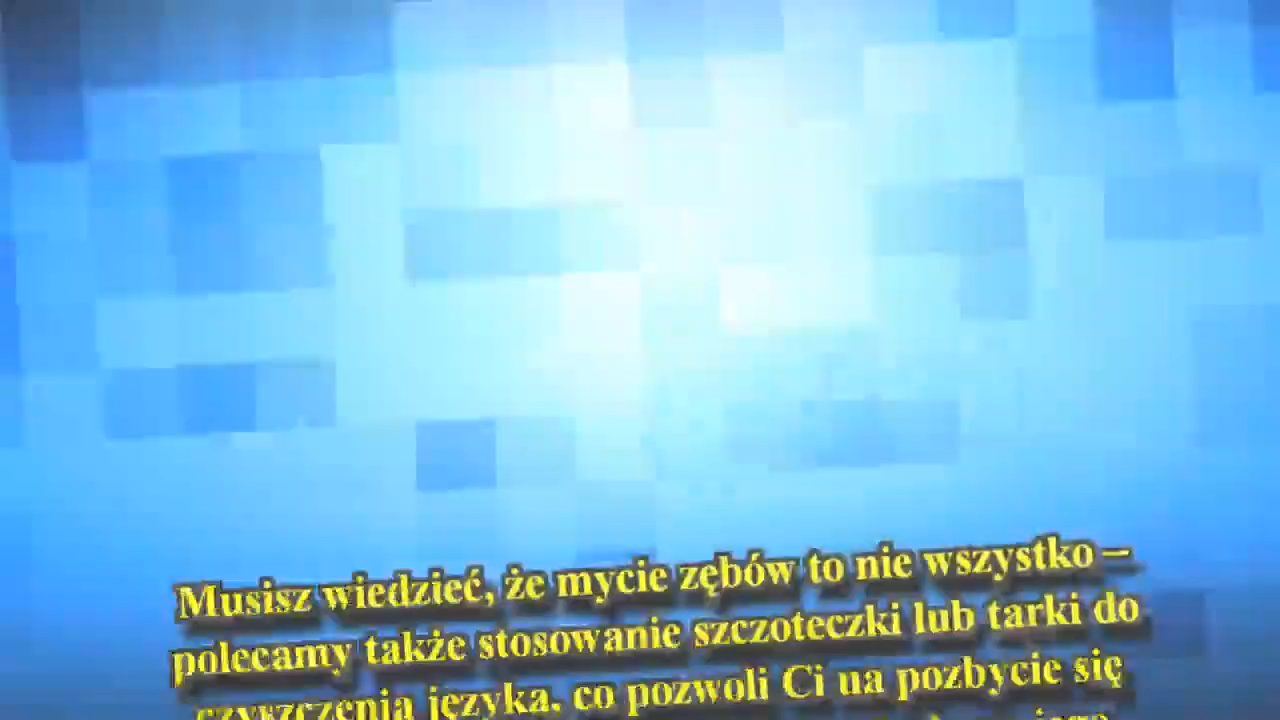 Musisz wiedzieć, że mycie zębów to nie wszystko –
polecamy także stosowanie szczoteczki lub tarki do
czyszczenia języka, co pozwoli Ci ua pozbycie się